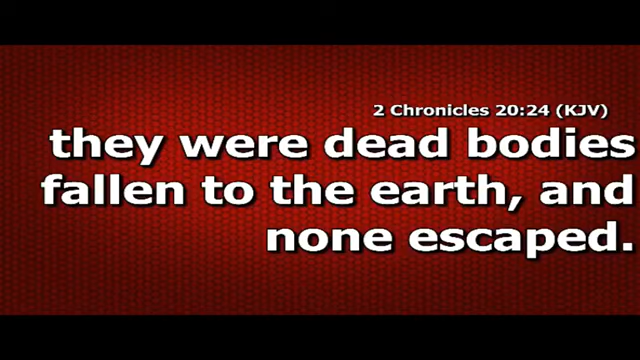 2 Chronicles 20:24 (KJV)
they were dead bodies
fallen to the earth, and
none escaped.